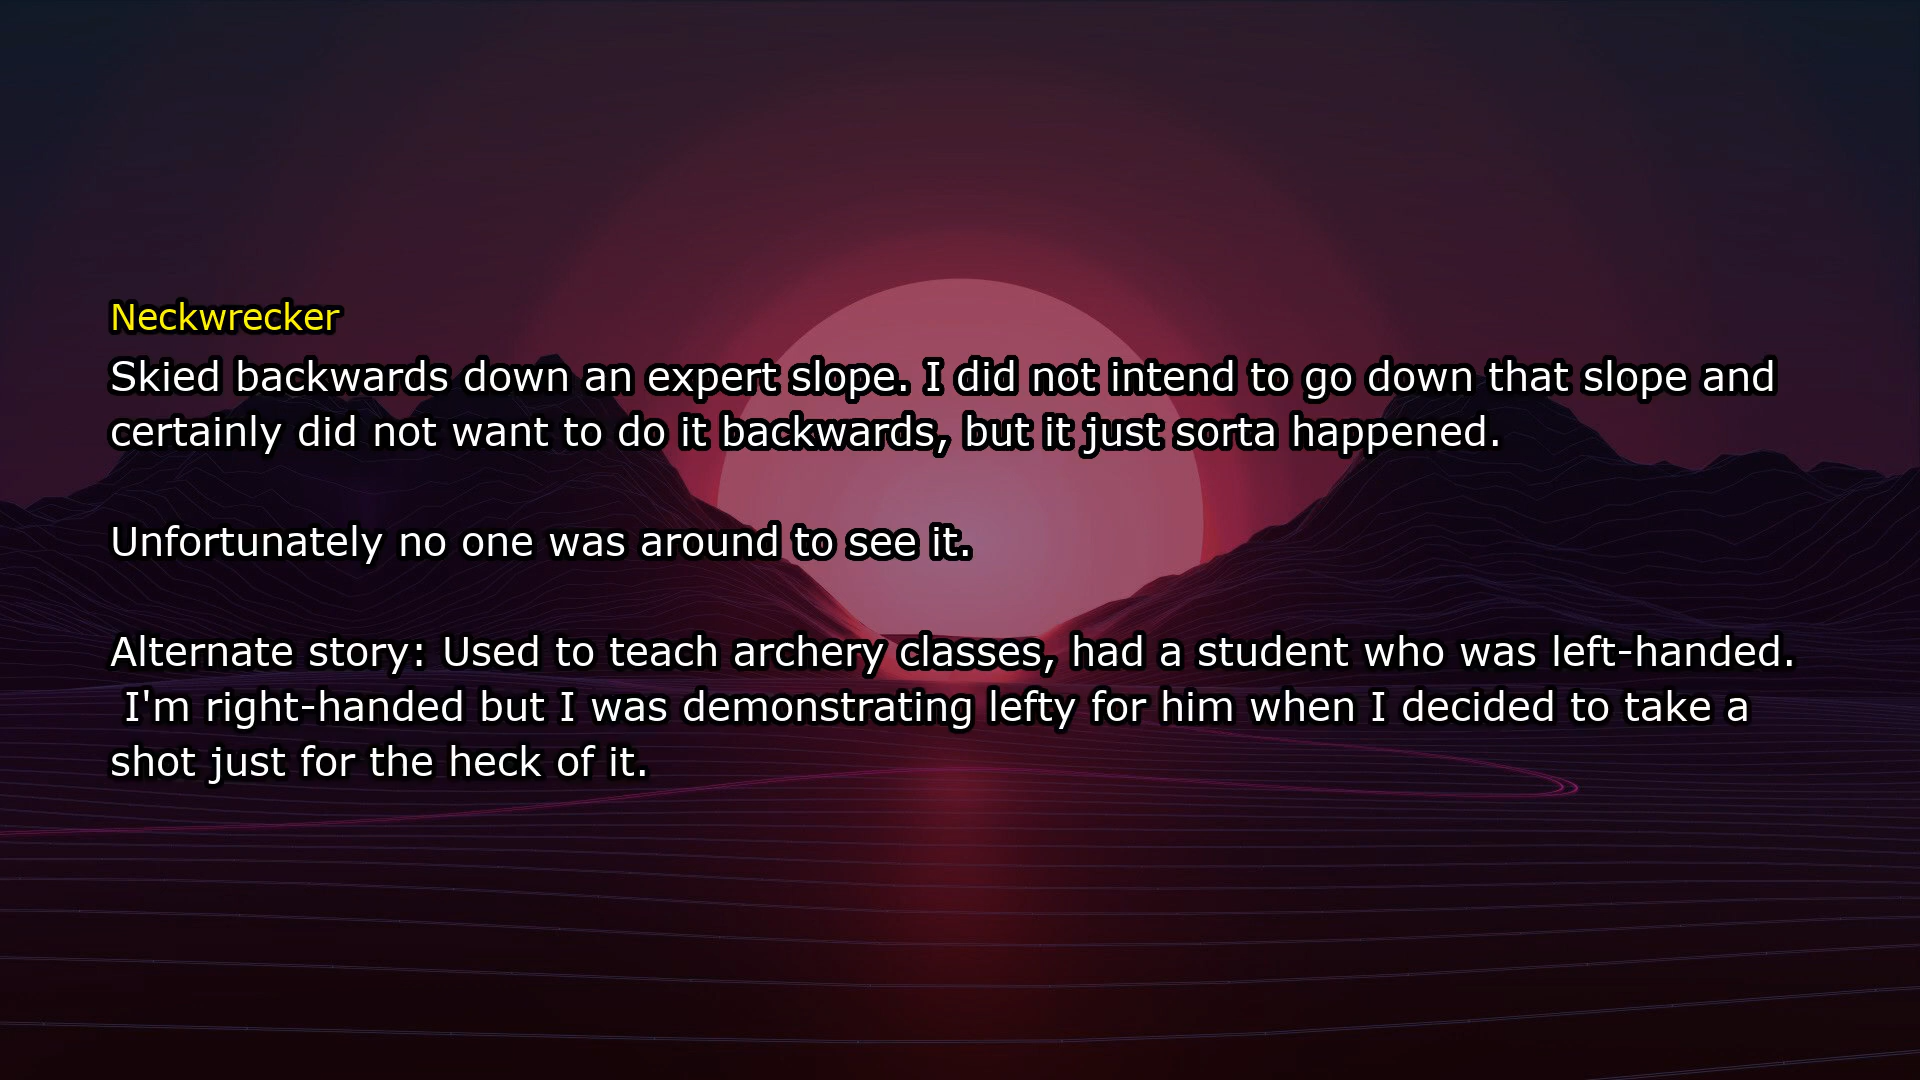 Neckwrecker
Skied backwards down an expert slope. I did not intend to go down that slope and
certainly did not want to do it backwards, but it just sorta happened.
Unfortunately no one was around to see it.
Alternate story: Used to teach archery classes, had a student who was left-handed.
I'm right-handed but I was demonstrating lefty for him when I decided to take a
shot just for the heck of it.